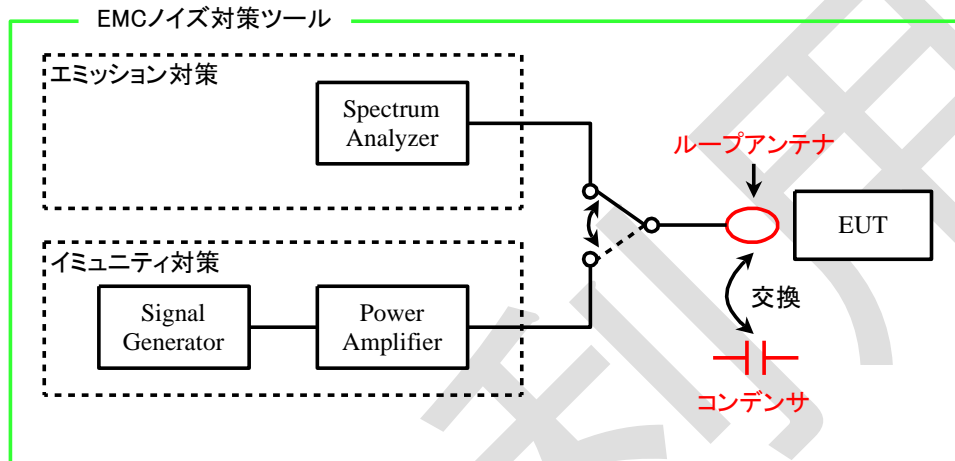 EMCノイズ対策ツール
エミッション対策
Spectrum
Analyzer
ループアンテナ
EUT
イミュニティ対策
Signal
Generator
Power
Amplifier
交換
コンデンサ
利用